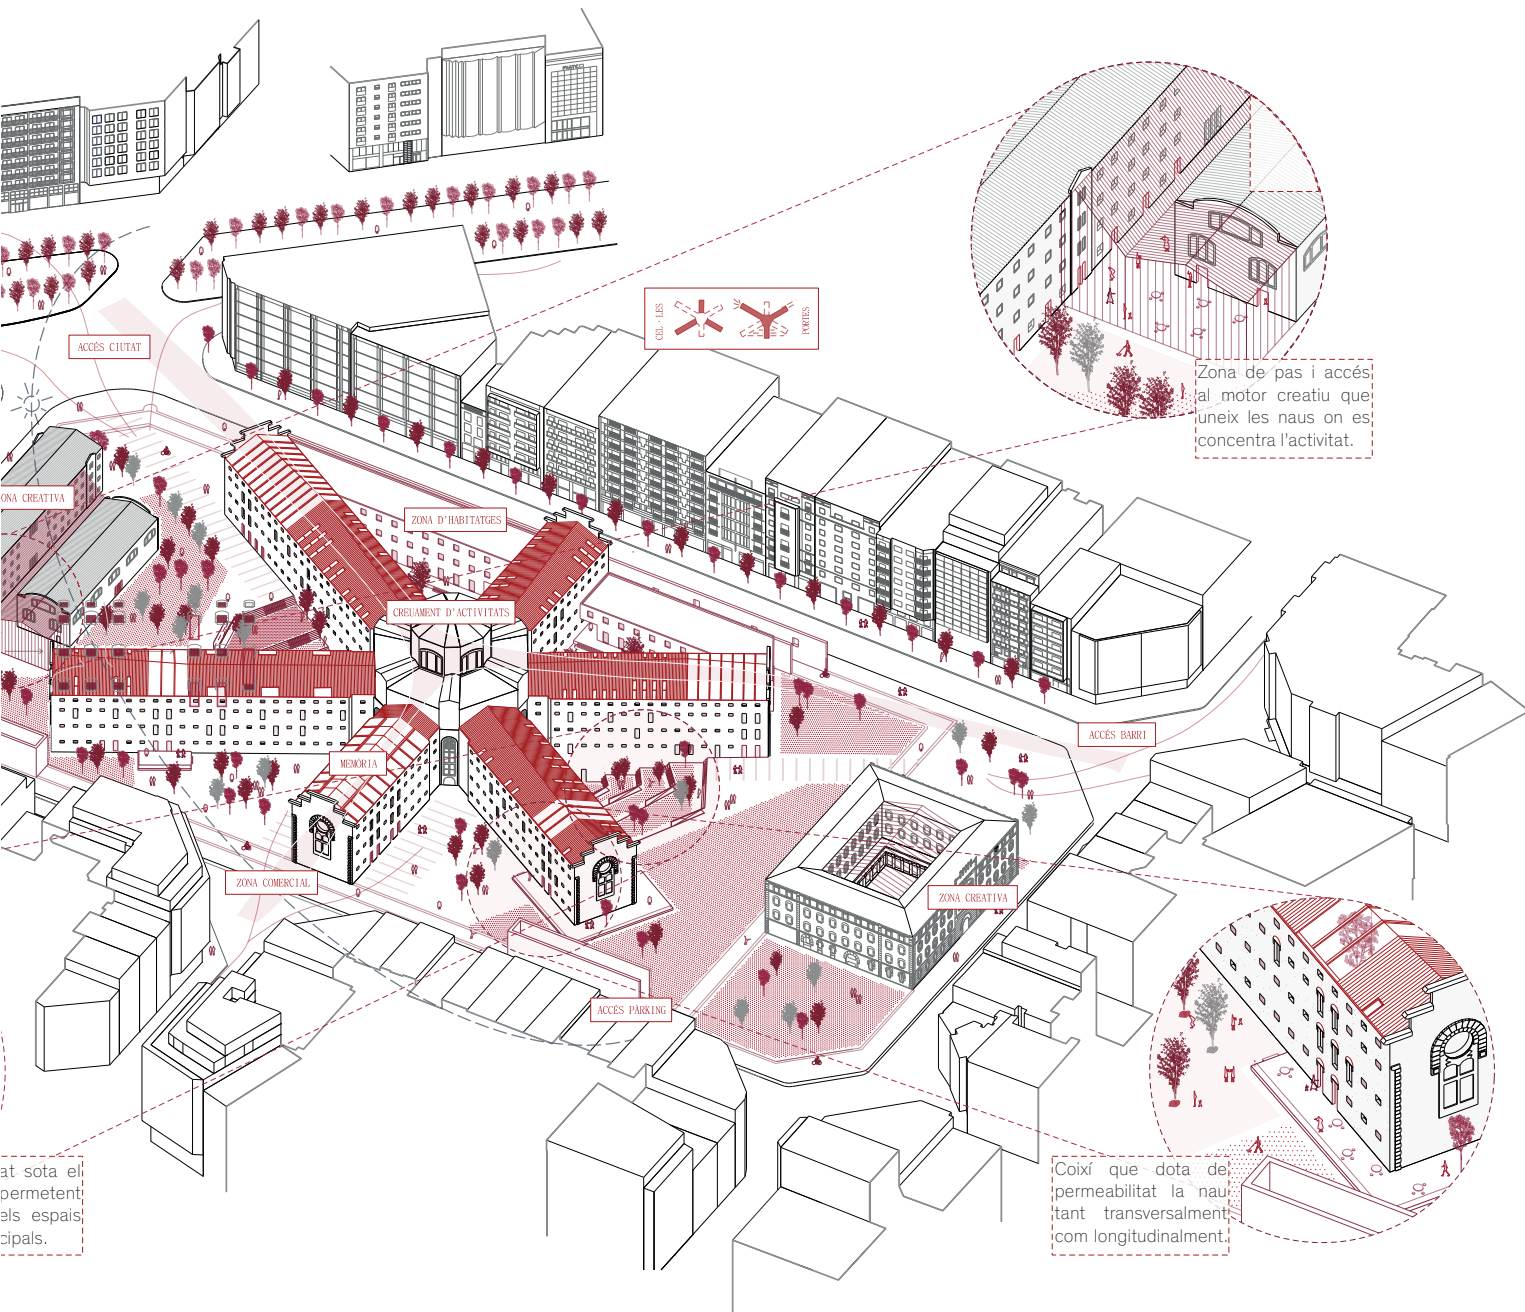 CEL·LES
PORTES
ACCÉS CIUTAT
Zona de pas i accés
al motor creatiu que
uneix les naus on es
concentra l'activitat.
ONA CREATIVA
ZONA D'HABITATGES
CREUAMENT D'ACTIVITATS
ACCÉS BARRI
MEMÒRIA
ZONA COMERCIAL
ZONA CREATIVA
ACCÉS PÀRKING
at sota el
permetent
els espais
cipals.
Coixí que dota de
permeabilitat la nau
tant transversalment
com longitudinalment.